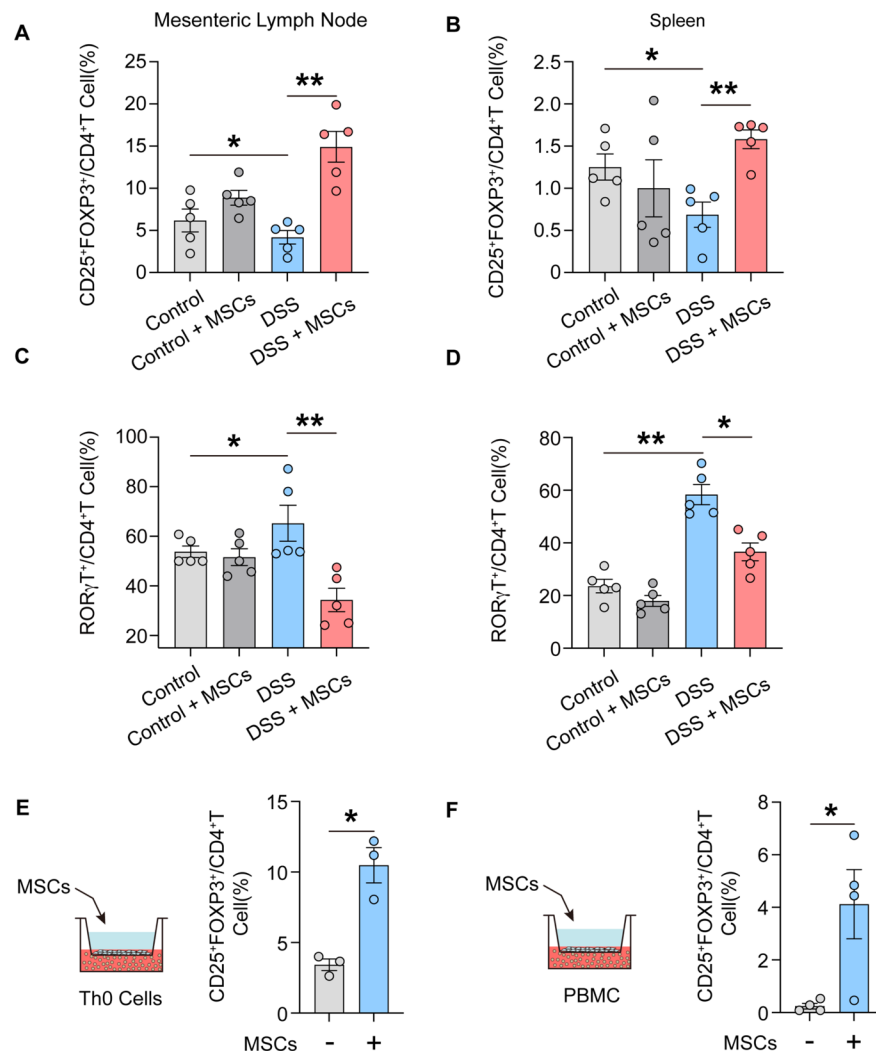 Mesenteric Lymph Node
Spleen
A
CD25⁺FOXP3⁺/CD4⁺T Cell(%)
20
15
10
5
0
*
**
Control
Control + MSCs
DSS
DSS + MSCs
B
CD25⁺FOXP3⁺/CD4⁺T Cell(%)
2.5
2.0
1.5
1.0
0.5
0.0
*
**
Control
Control + MSCs
DSS
DSS + MSCs
C
RORγT⁺/CD4⁺T Cell(%)
100
80
60
40
20
*
**
Control
Control + MSCs
DSS
DSS + MSCs
D
RORγT⁺/CD4⁺T Cell(%)
80
60
40
20
0
**
*
Control
Control + MSCs
DSS
DSS + MSCs
E
MSCs
Th0 Cells
CD25⁺FOXP3⁺/CD4⁺T
Cell(%)
15
10
5
0
*
MSCs - +
F
MSCs
PBMC
CD25⁺FOXP3⁺/CD4⁺T
Cell(%)
8
6
4
2
0
*
MSCs - +